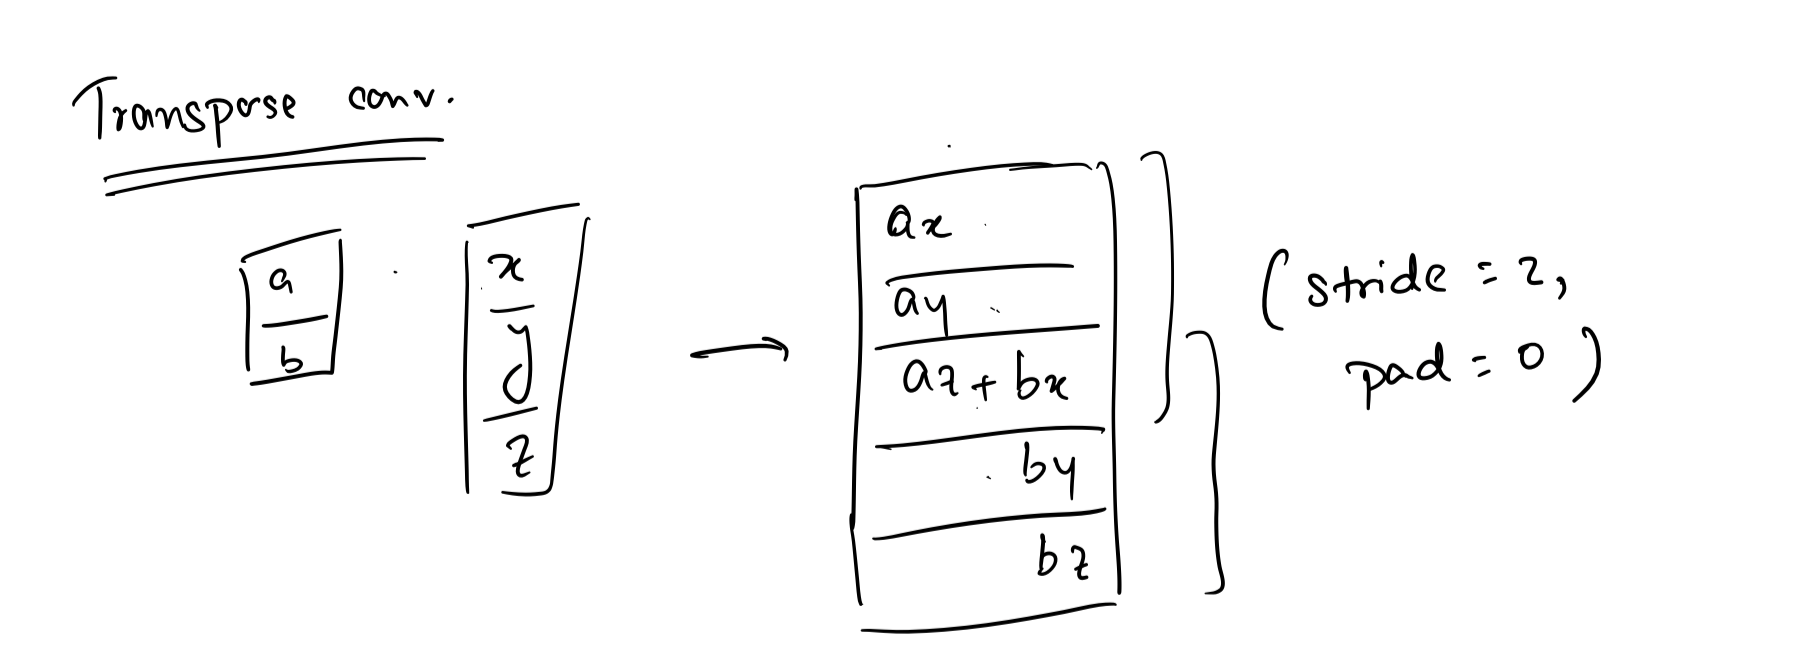 Transpose conv.
a
b
x
y
z
ax
ay
az + bx
by
bz
(stride = 2,
pad = 0)